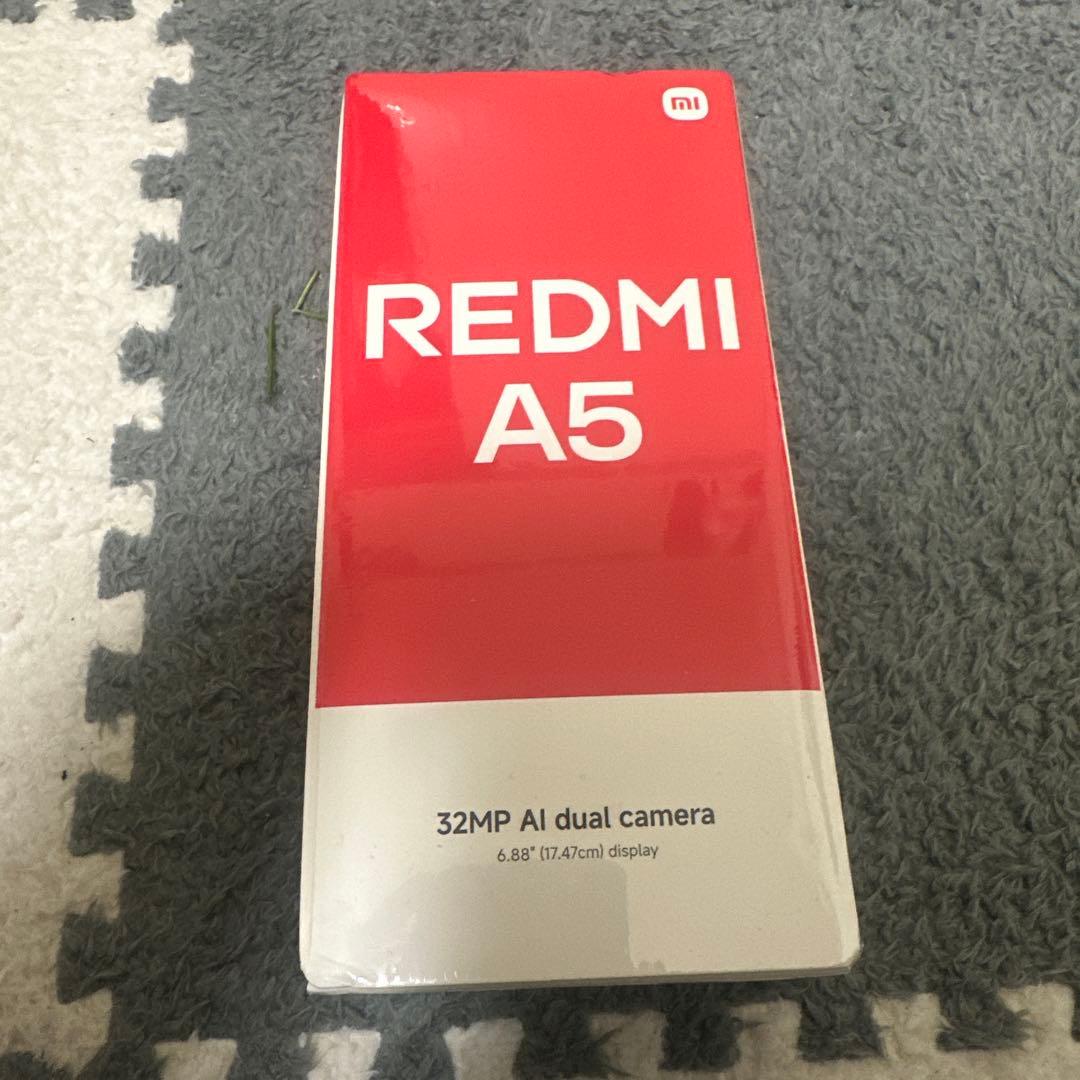 mi
REDMI
A5
32MP AI dual camera
6.88" (17.47cm) display